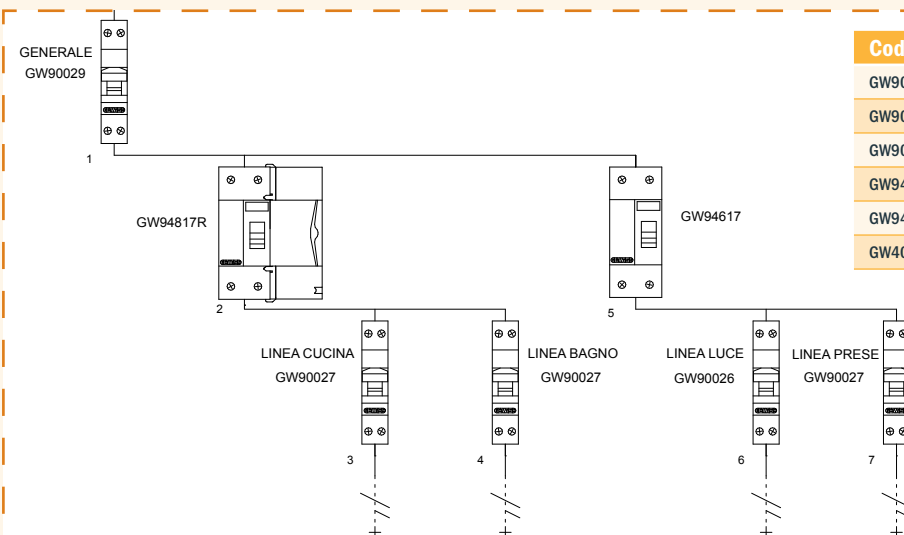 GENERALE
GW90029
1
GW94817R
2
GW94617
5
LINEA CUCINA
GW90027
3
LINEA BAGNO
GW90027
4
LINEA LUCE
GW90026
6
LINEA PRESE
GW90027
7
Cod
GW90
GW90
GW90
GW94
GW94
GW40